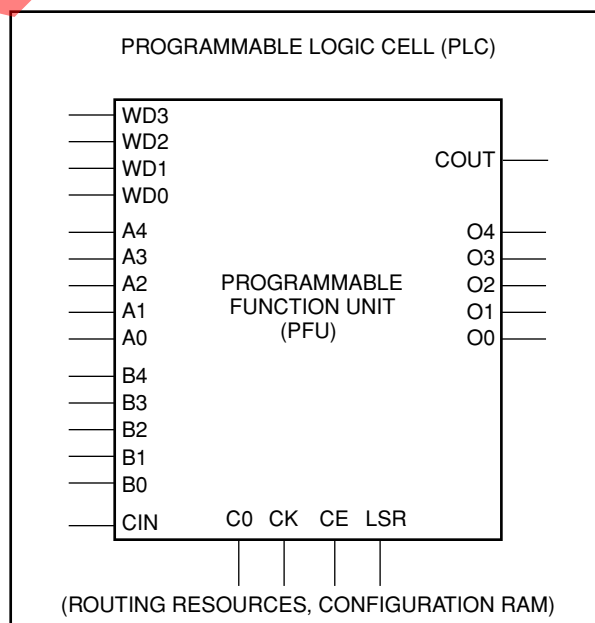 PROGRAMMABLE LOGIC CELL (PLC)
WD3
WD2
WD1
WD0
A4
A3
A2
A1
A0
B4
B3
B2
B1
B0
CIN
PROGRAMMABLE
FUNCTION UNIT
(PFU)
COUT
O4
O3
O2
O1
O0
C0 CK CE LSR
(ROUTING RESOURCES, CONFIGURATION RAM)